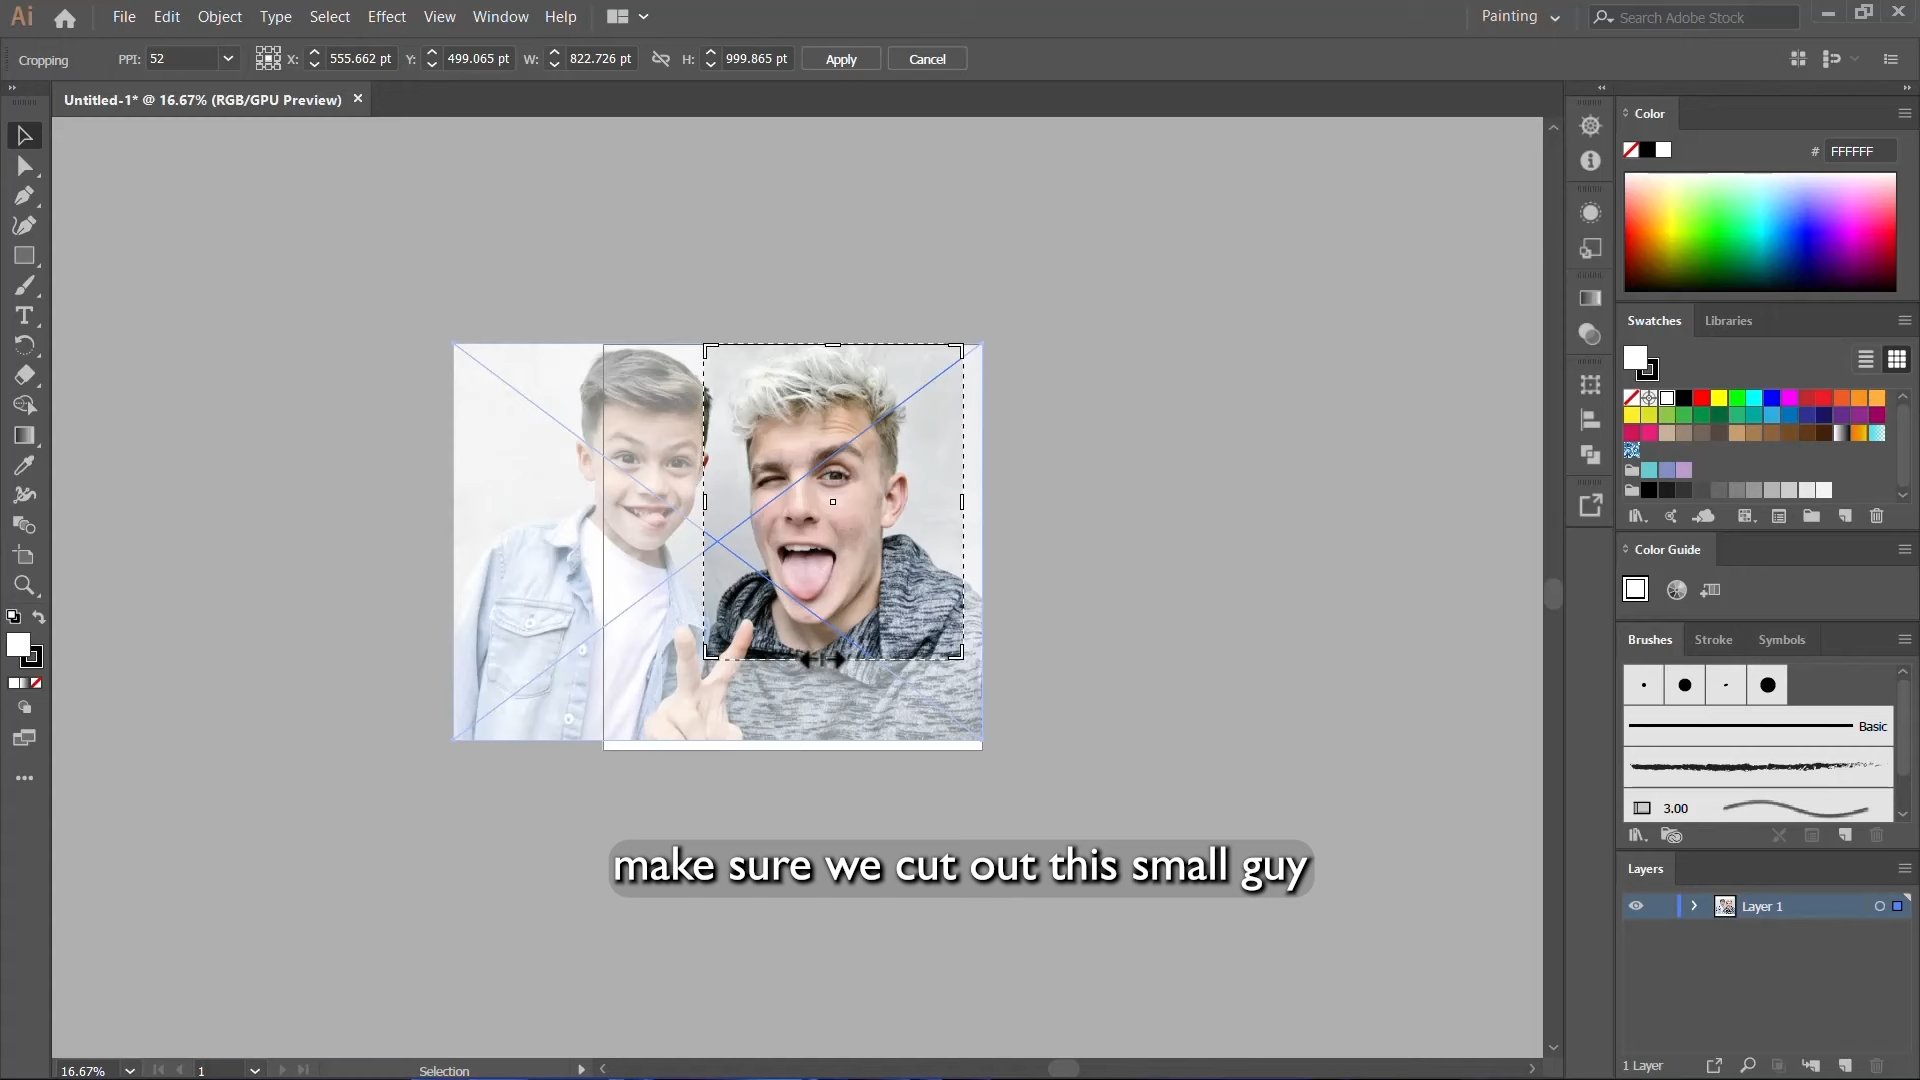 Ai File Edit Object Type Select Effect View Window Help Painting Search Adobe Stock
Cropping PPI: 52 X: 555.662 pt Y: 499.065 pt W: 822.726 pt H: 999.865 pt Apply Cancel
Untitled-1* @ 16.67% (RGB/GPU Preview)
Color
# FFFFFF
Swatches Libraries
Color Guide
Brushes Stroke Symbols
Basic
3.00
make sure we cut out this small guy
Layers
Layer 1
1 Layer
16.67% 1 Selection